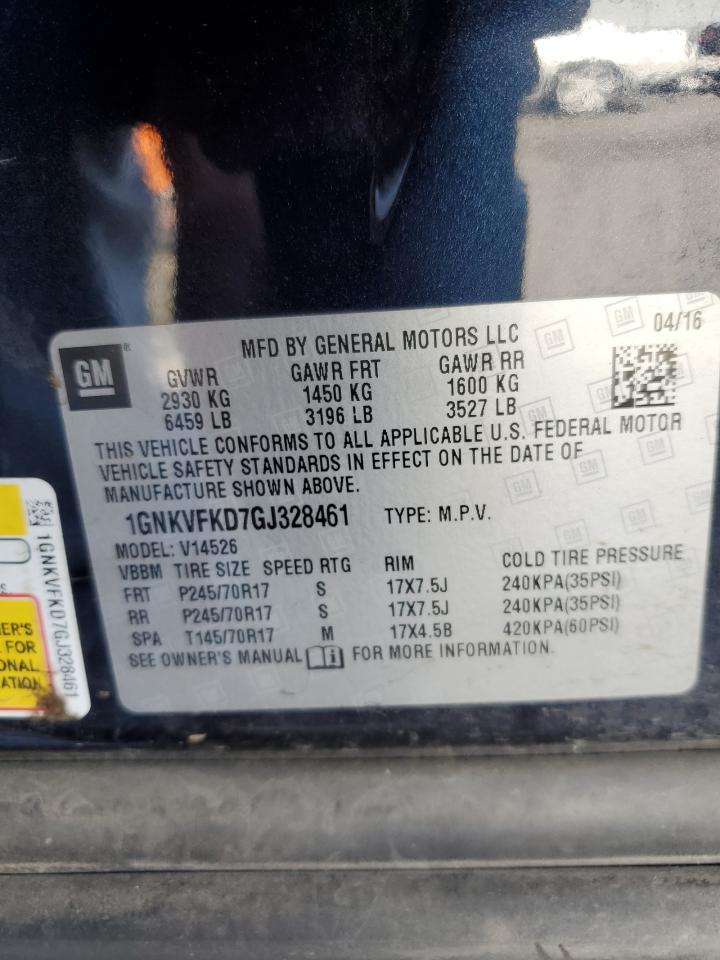 MFD BY GENERAL MOTORS LLC
04/16
GM®
GVWR GAWR FRT GAWR RR
2930 KG 1450 KG 1600 KG
6459 LB 3196 LB 3527 LB
THIS VEHICLE CONFORMS TO ALL APPLICABLE U.S. FEDERAL MOTOR
VEHICLE SAFETY STANDARDS IN EFFECT ON THE DATE OF
MANUFACTURE SHOWN ABOVE.
1GNKVFKD7GJ328461 TYPE: M.P.V.
MODEL: V14526
VBBM TIRE SIZE SPEED RTG RIM COLD TIRE PRESSURE
FRT P245/70R17 S 17X7.5J 240KPA(35PSI)
RR P245/70R17 S 17X7.5J 240KPA(35PSI)
SPA T145/70R17 M 17X4.5B 420KPA(60PSI)
SEE OWNER'S MANUAL FOR MORE INFORMATION.
1GNKVFKD7GJ328461
ER'S
FOR
ONAL
ATION